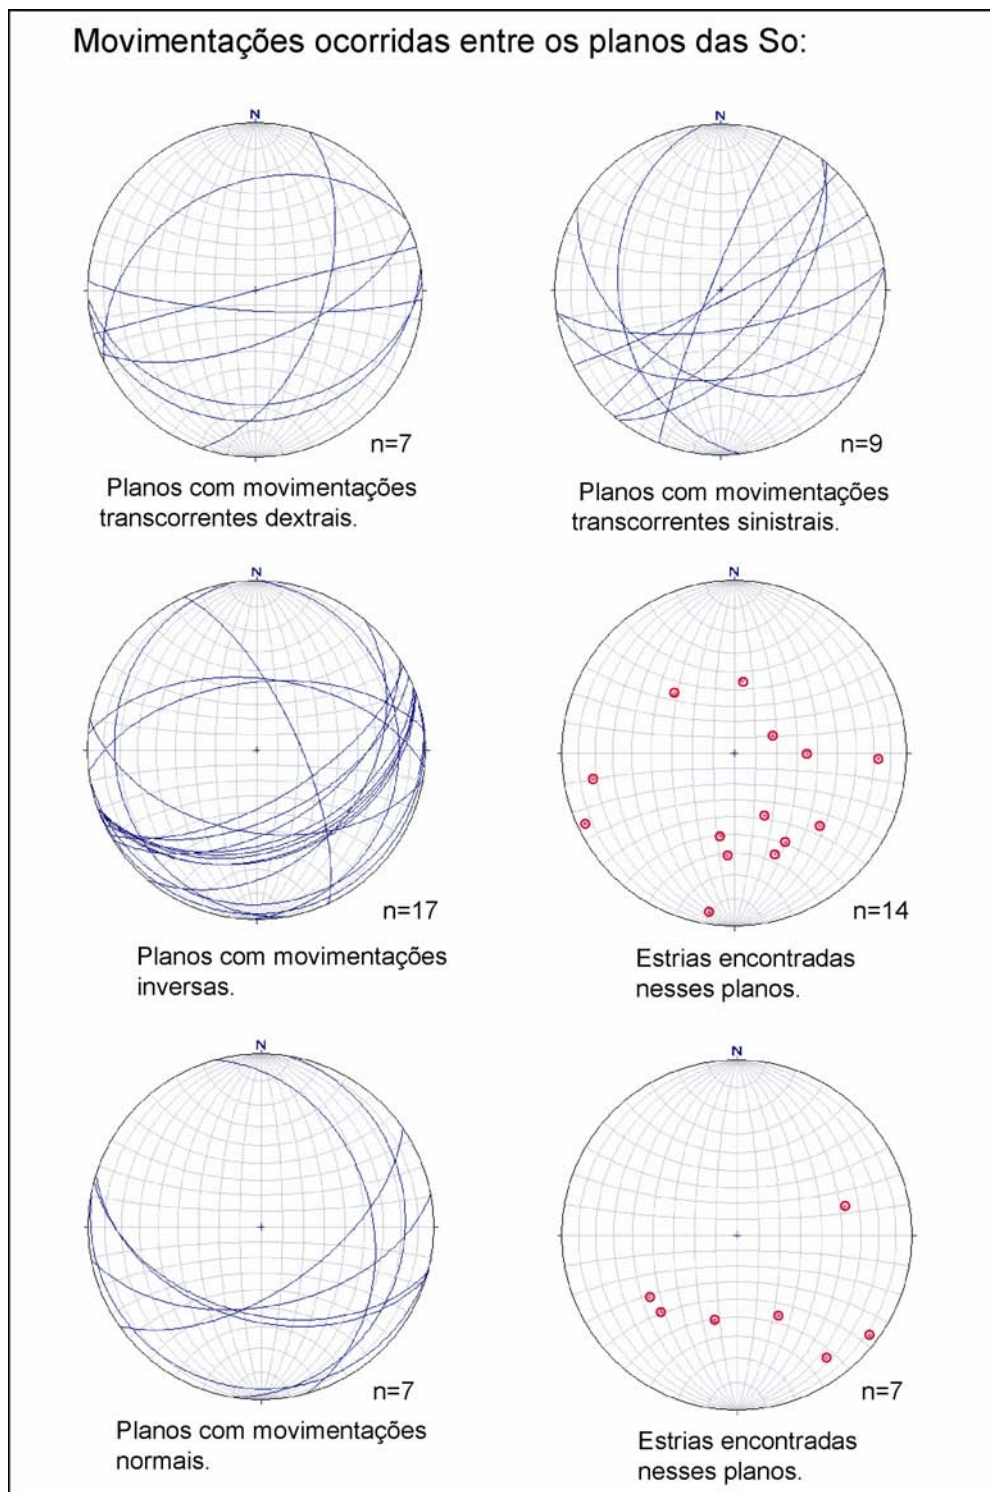 Movimentações ocorridas entre os planos das So:
N
N
n=7
n=9
Planos com movimentações
transcorrentes dextrais.
Planos com movimentações
transcorrentes sinistrais.
N
N
n=17
n=14
Planos com movimentações
inversas.
Estrias encontradas
nesses planos.
N
N
n=7
n=7
Planos com movimentações
normais.
Estrias encontradas
nesses planos.